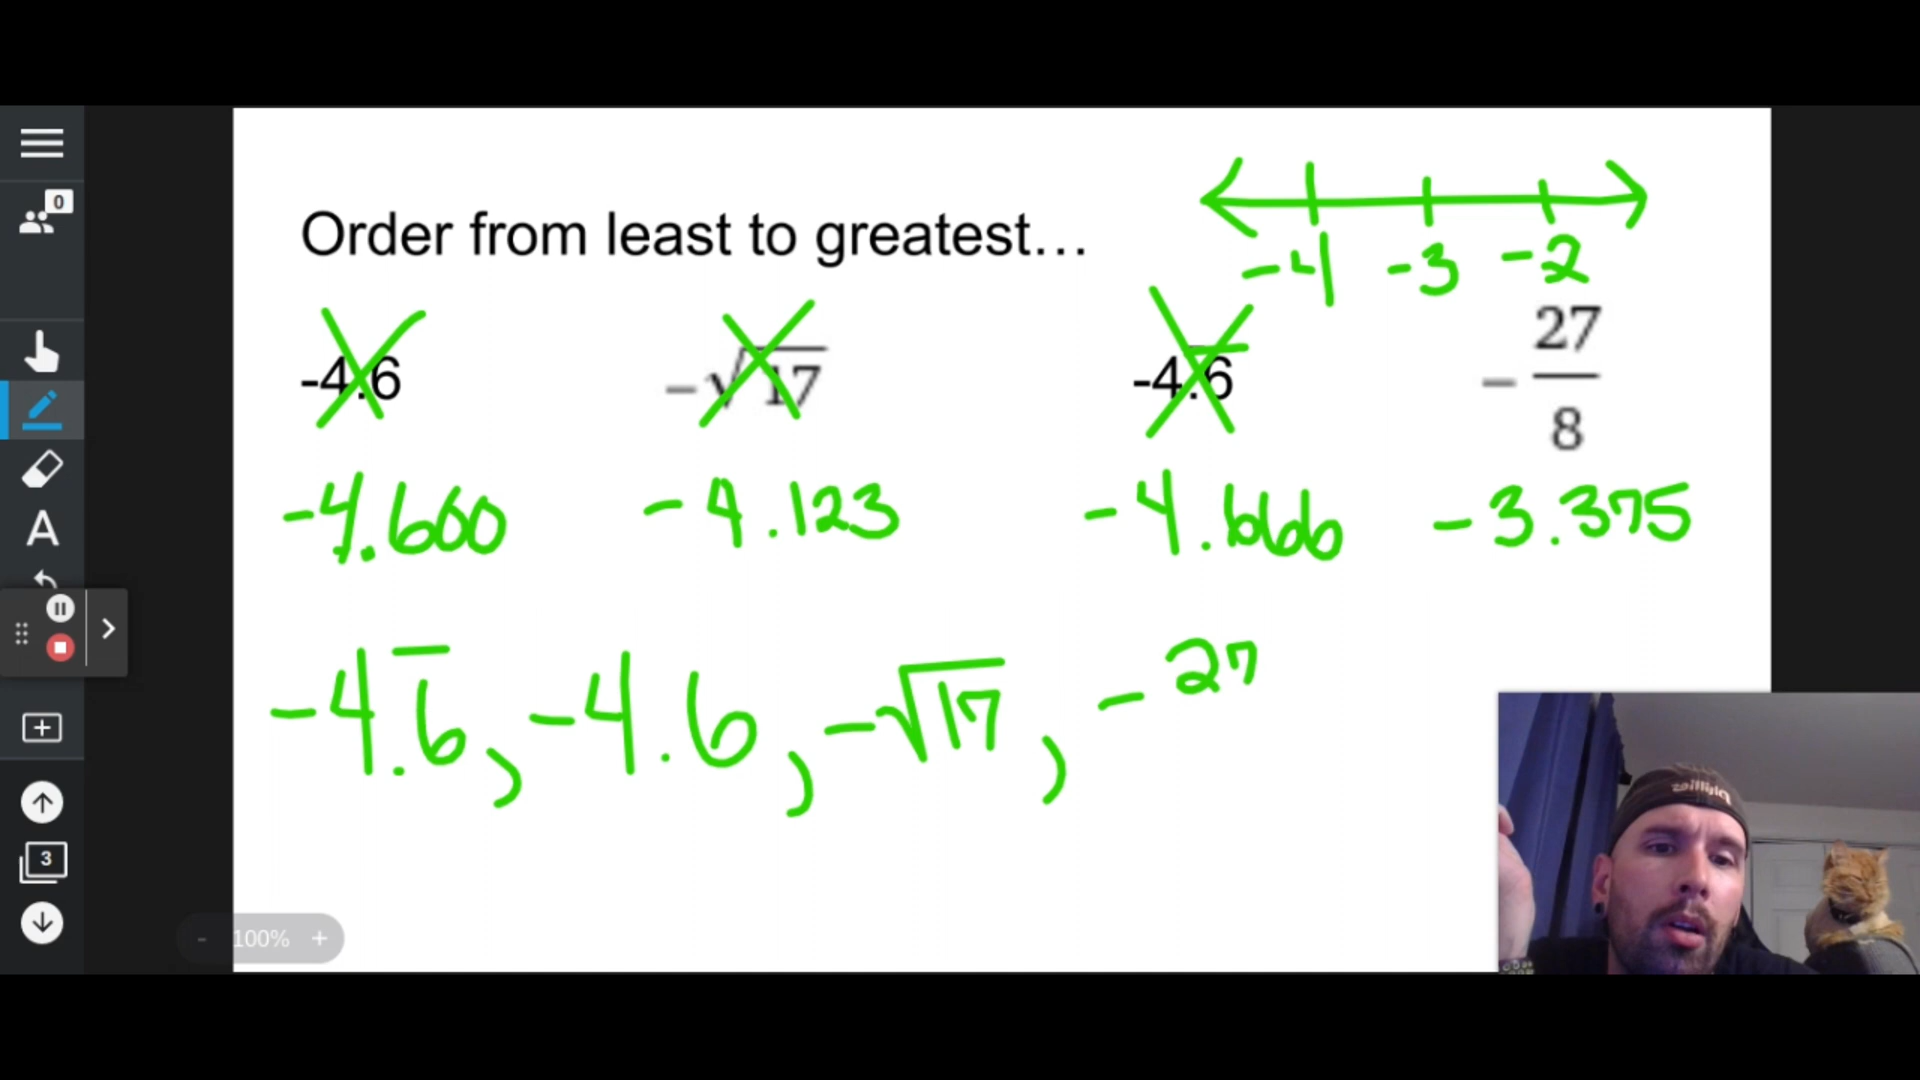 Order from least to greatest...
-4 -3 -2
-4.6 -√17 -4.6̅ -27/8
-4.600 -4.123 -4.666 -3.375
-4.6̅, -4.6, -√17, -27
0
A
3
- 100% +
phillies